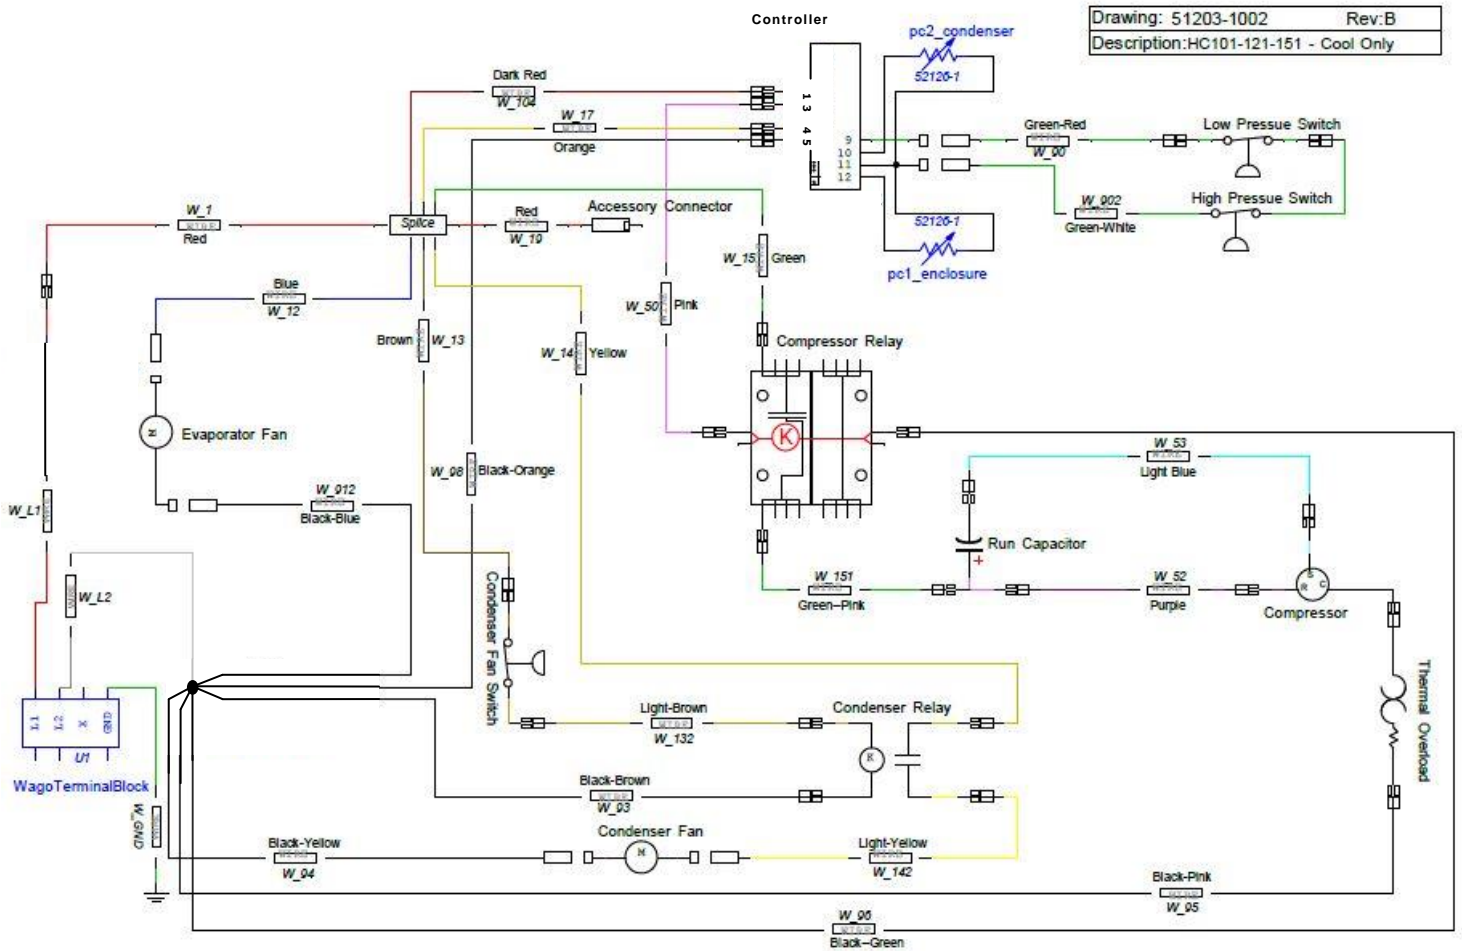 Controller
Drawing: 51203-1002 Rev:B
Description:HC101-121-151 - Cool Only
pc2_condenser
52126-1
Dark Red
W_104
W_17
Orange
1
3
4
5
9
10
11
12
Green-Red
W_90
Low Pressue Switch
W_902
Green-White
High Pressue Switch
52126-1
pc1_enclosure
W_1
Red
Splice
Red
W_19
Accessory Connector
W_15
Green
Blue
W_12
W_50
Pink
Brown
W_13
W_14
Yellow
Compressor Relay
K
Evaporator Fan
W_98
Black-Orange
W_53
Light Blue
W_L1
W_912
Black-Blue
Run Capacitor
+
W_L2
Condenser Fan Switch
W_151
Green-Pink
W_52
Purple
S
R
C
Compressor
Thermal Overload
L1
L2
X
GND
U1
WagoTerminalBlock
Light-Brown
W_132
Condenser Relay
K
Black-Brown
W_93
W_GND
Black-Yellow
W_94
Condenser Fan
M
Light-Yellow
W_142
Black-Pink
W_95
W_96
Black-Green